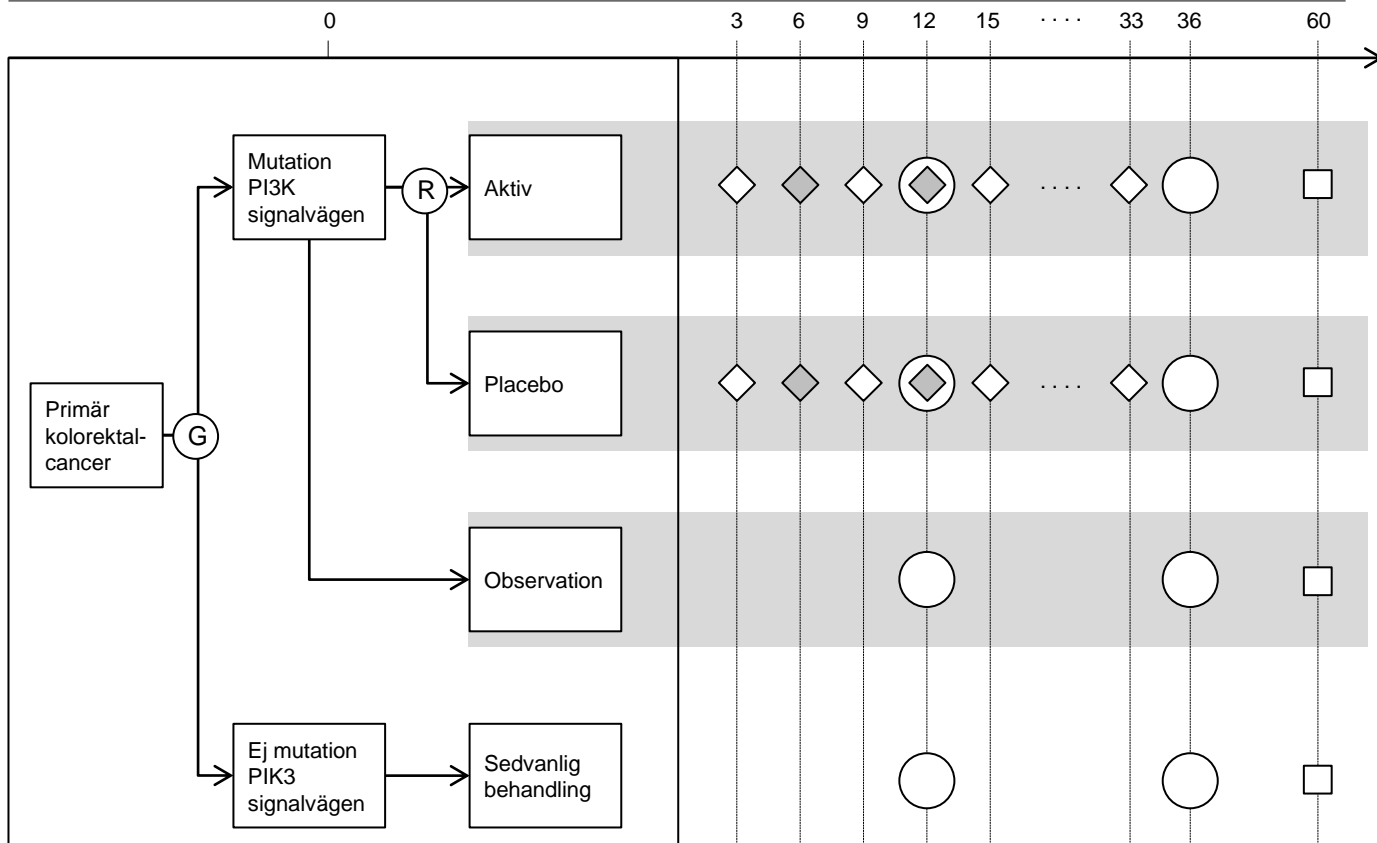 0 3 6 9 12 15 .... 33 36 60
Mutation
PI3K
signalvägen
R
Aktiv
....
Placebo
....
Primär
kolorektal-
cancer
G
Observation
Ej mutation
PIK3
signalvägen
Sedvanlig
behandling